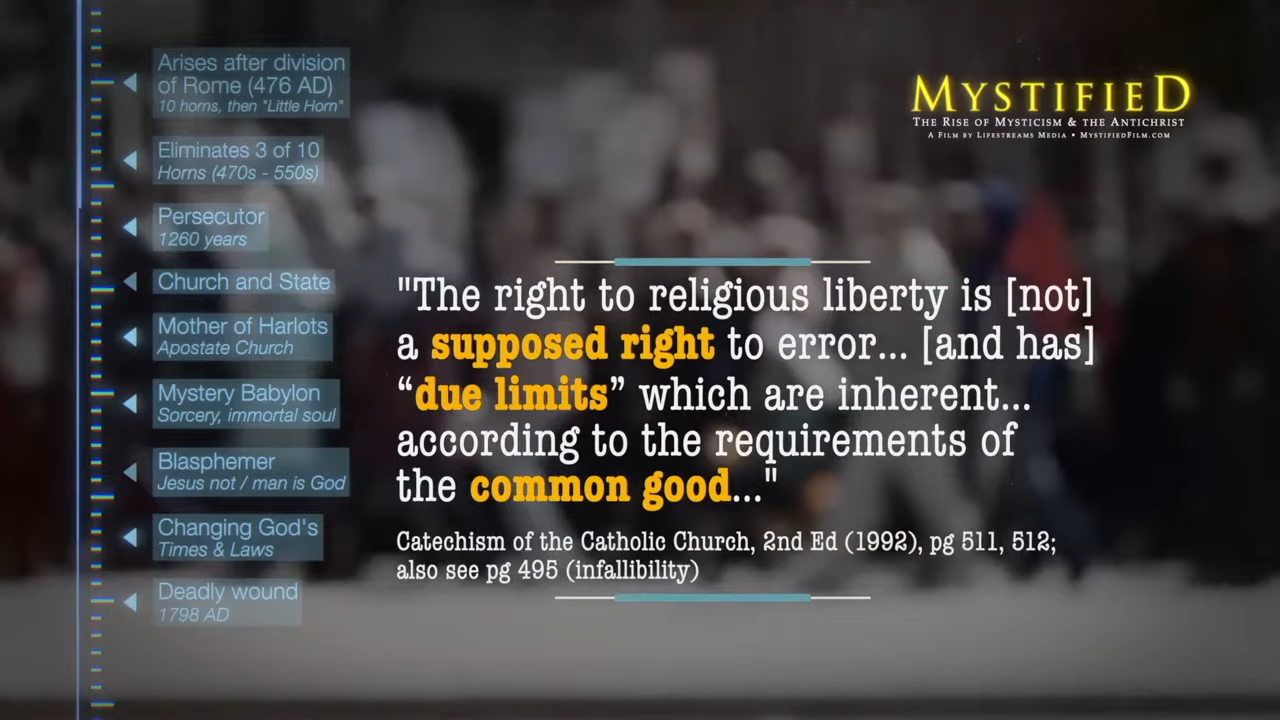 Arises after division
of Rome (476 AD)
10 horns, then "Little Horn"
Eliminates 3 of 10
Horns (470s - 550s)
Persecutor
1260 years
Church and State
Mother of Harlots
Apostate Church
Mystery Babylon
Sorcery, immortal soul
Blasphemer
Jesus not / man is God
Changing God's
Times & Laws
Deadly wound
1798 AD
MYSTIFIED
THE RISE OF MYSTICISM & THE ANTICHRIST
A FILM BY LIFESTREAMS MEDIA • MYSTIFIEDFILM.COM
"The right to religious liberty is [not]
a supposed right to error... [and has]
“due limits” which are inherent...
according to the requirements of
the common good..."
Catechism of the Catholic Church, 2nd Ed (1992), pg 511, 512;
also see pg 495 (infallibility)